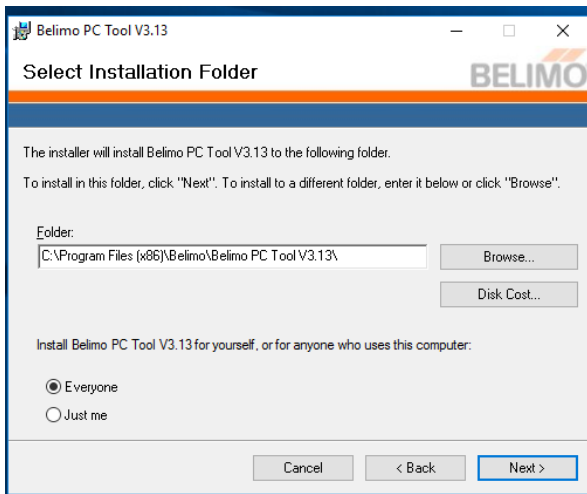 Belimo PC Tool V3.13
Select Installation Folder
BELIMO
The installer will install Belimo PC Tool V3.13 to the following folder.
To install in this folder, click "Next". To install to a different folder, enter it below or click "Browse".
Folder:
C:\Program Files (x86)\Belimo\Belimo PC Tool V3.13\
Browse...
Disk Cost...
Install Belimo PC Tool V3.13 for yourself, or for anyone who uses this computer:
Everyone
Just me
Cancel
< Back
Next >